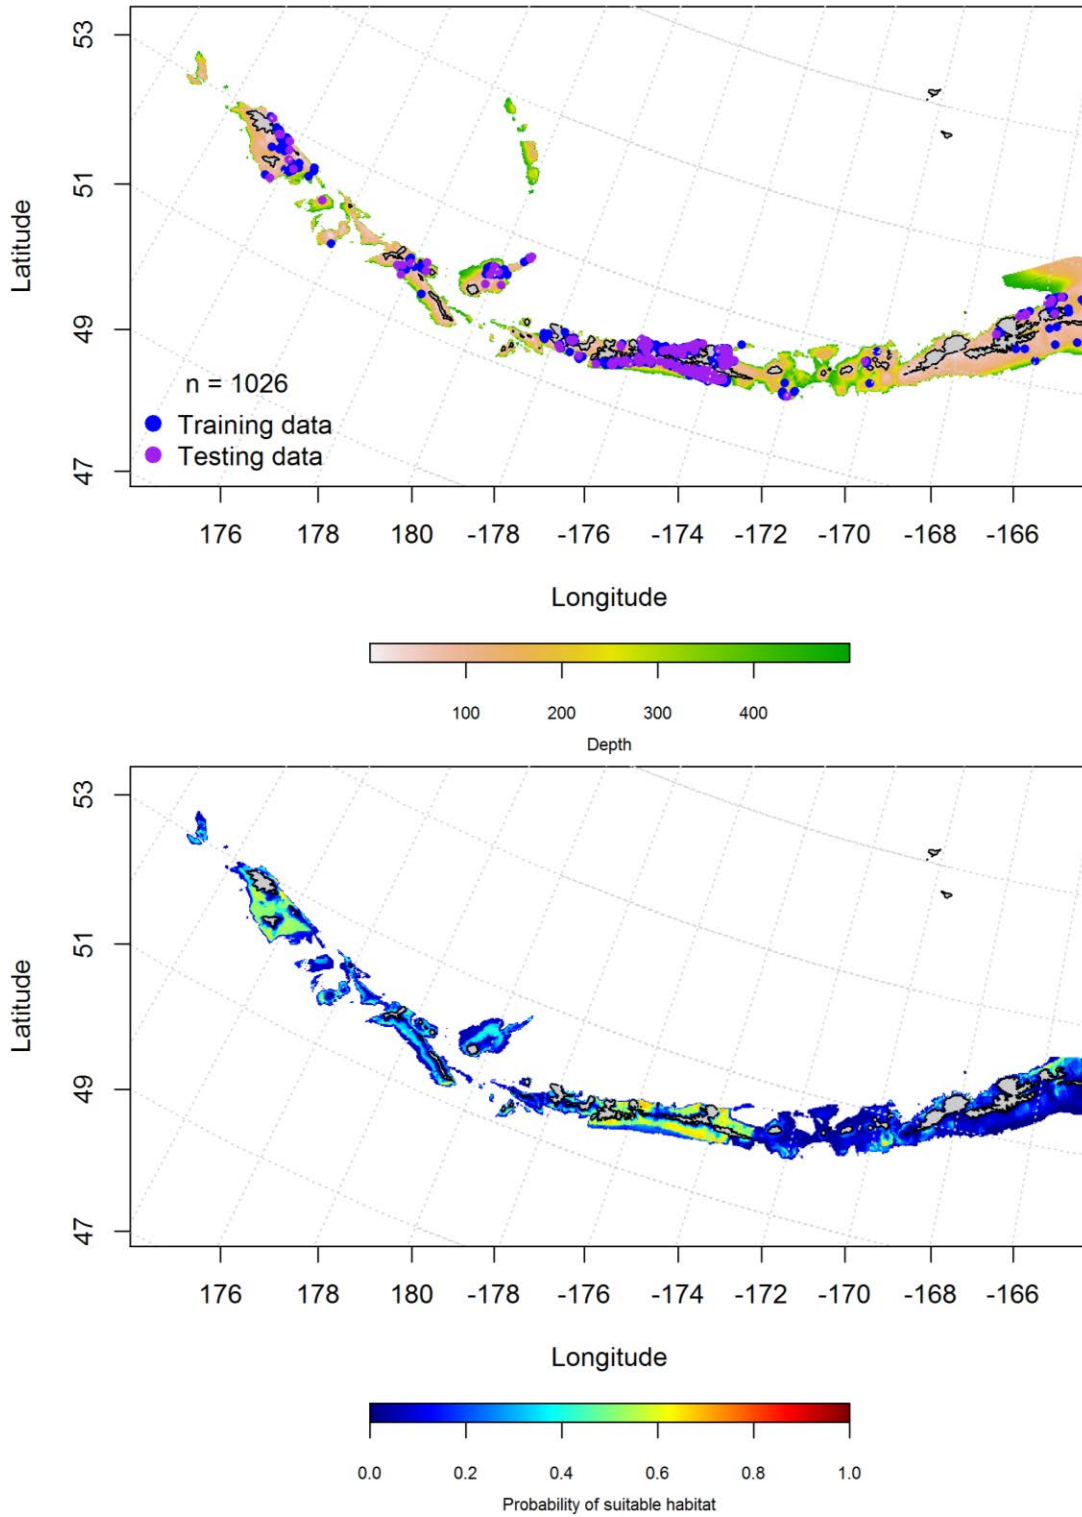 53
51
49
47
Latitude
n = 1026
Training data
Testing data
176 178 180 -178 -176 -174 -172 -170 -168 -166
Longitude
100 200 300 400
Depth
53
51
49
47
Latitude
176 178 180 -178 -176 -174 -172 -170 -168 -166
Longitude
0.0 0.2 0.4 0.6 0.8 1.0
Probability of suitable habitat